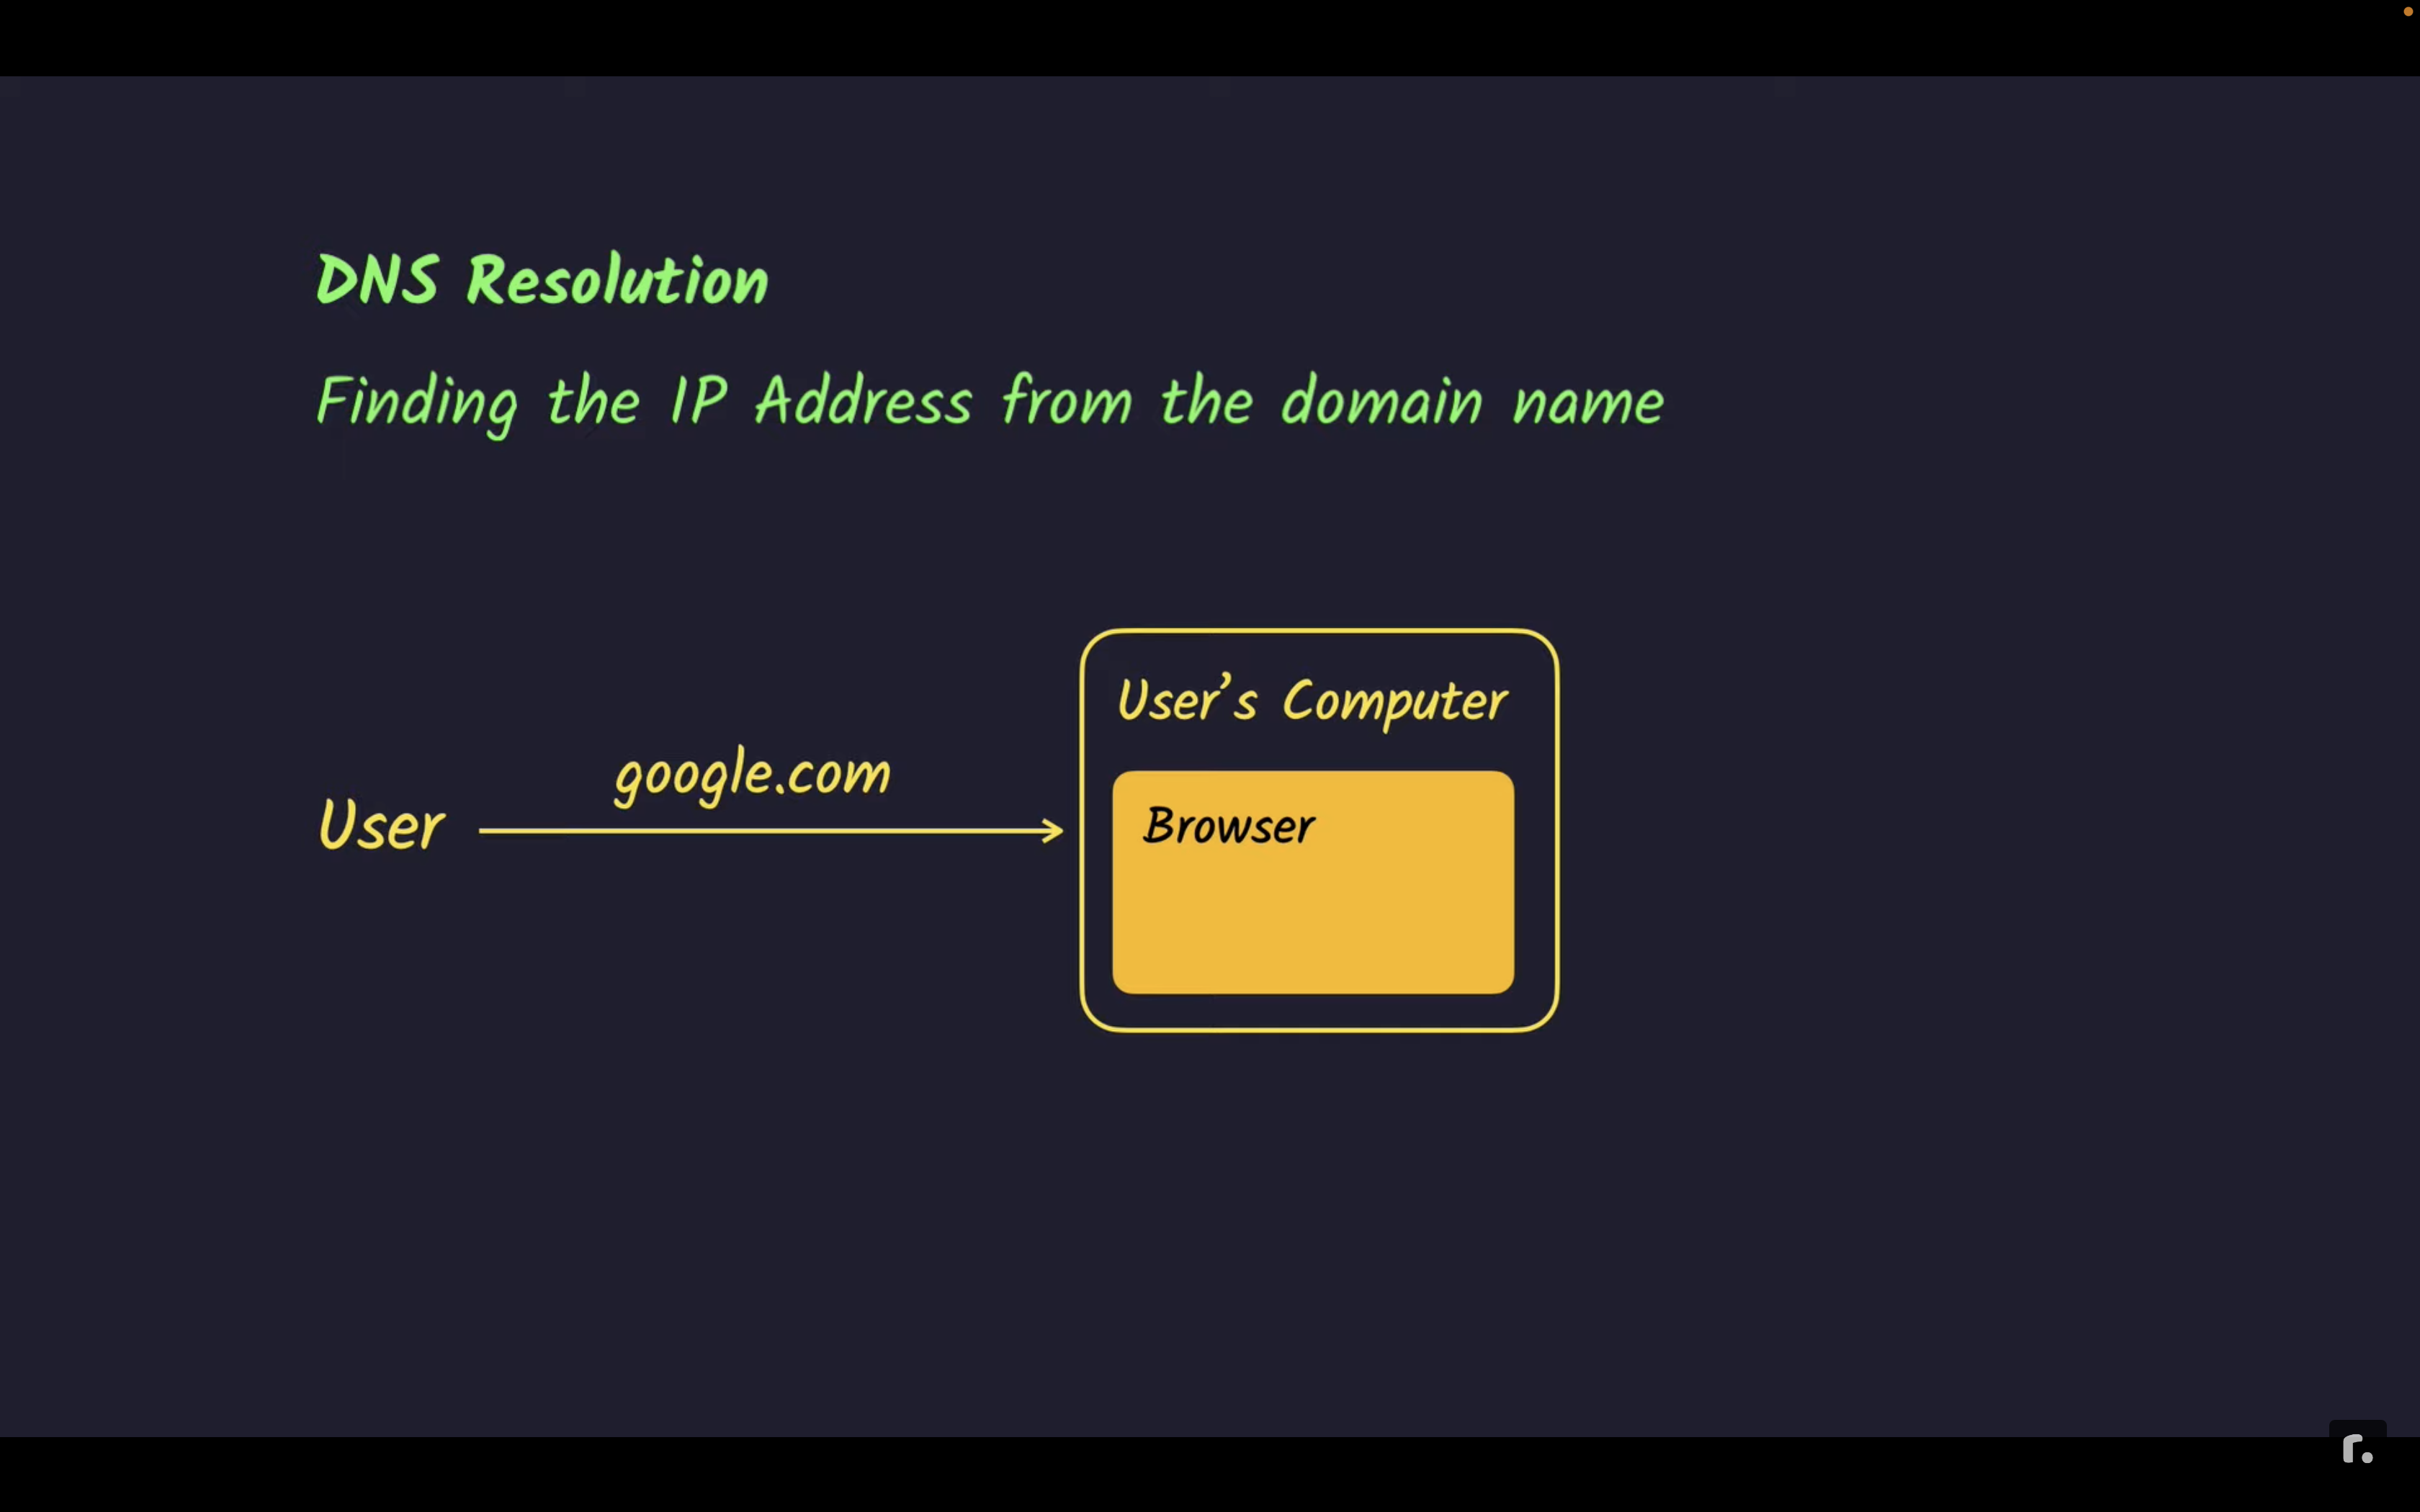 DNS Resolution
Finding the IP Address from the domain name
User's Computer
google.com
User
Browser
r.